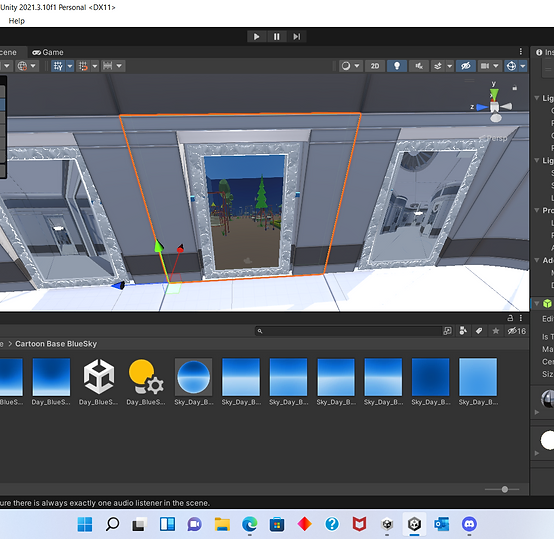 Unity 2021.3.10f1 Personal <DX11>
Help
cene Game
Ins
2D
y
x
z
Persp
Lig
Lig
Pro
Ad
Edi
Is T
Ma
Cen
Siz
16
e > Cartoon Base BlueSky
BlueS... Day_BlueS... Day_BlueS... Day_BlueS... Sky_Day_B... Sky_Day_B... Sky_Day_B... Sky_Day_B... Sky_Day_B... Sky_Day_B... Sky_Day_B...
ure there is always exactly one audio listener in the scene.